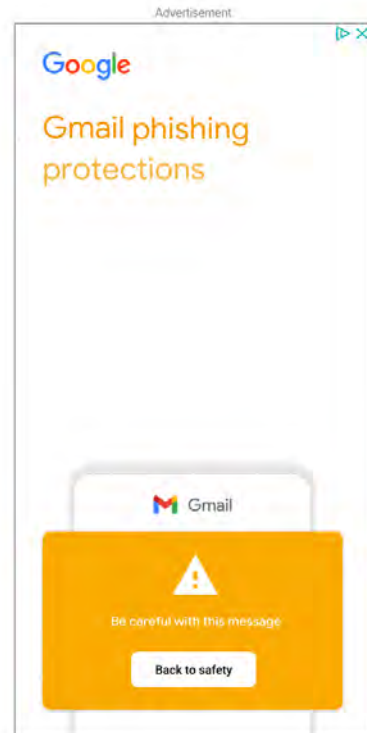 Advertisement
Google
Gmail phishing
protections
Gmail
Be careful with this message
Back to safety